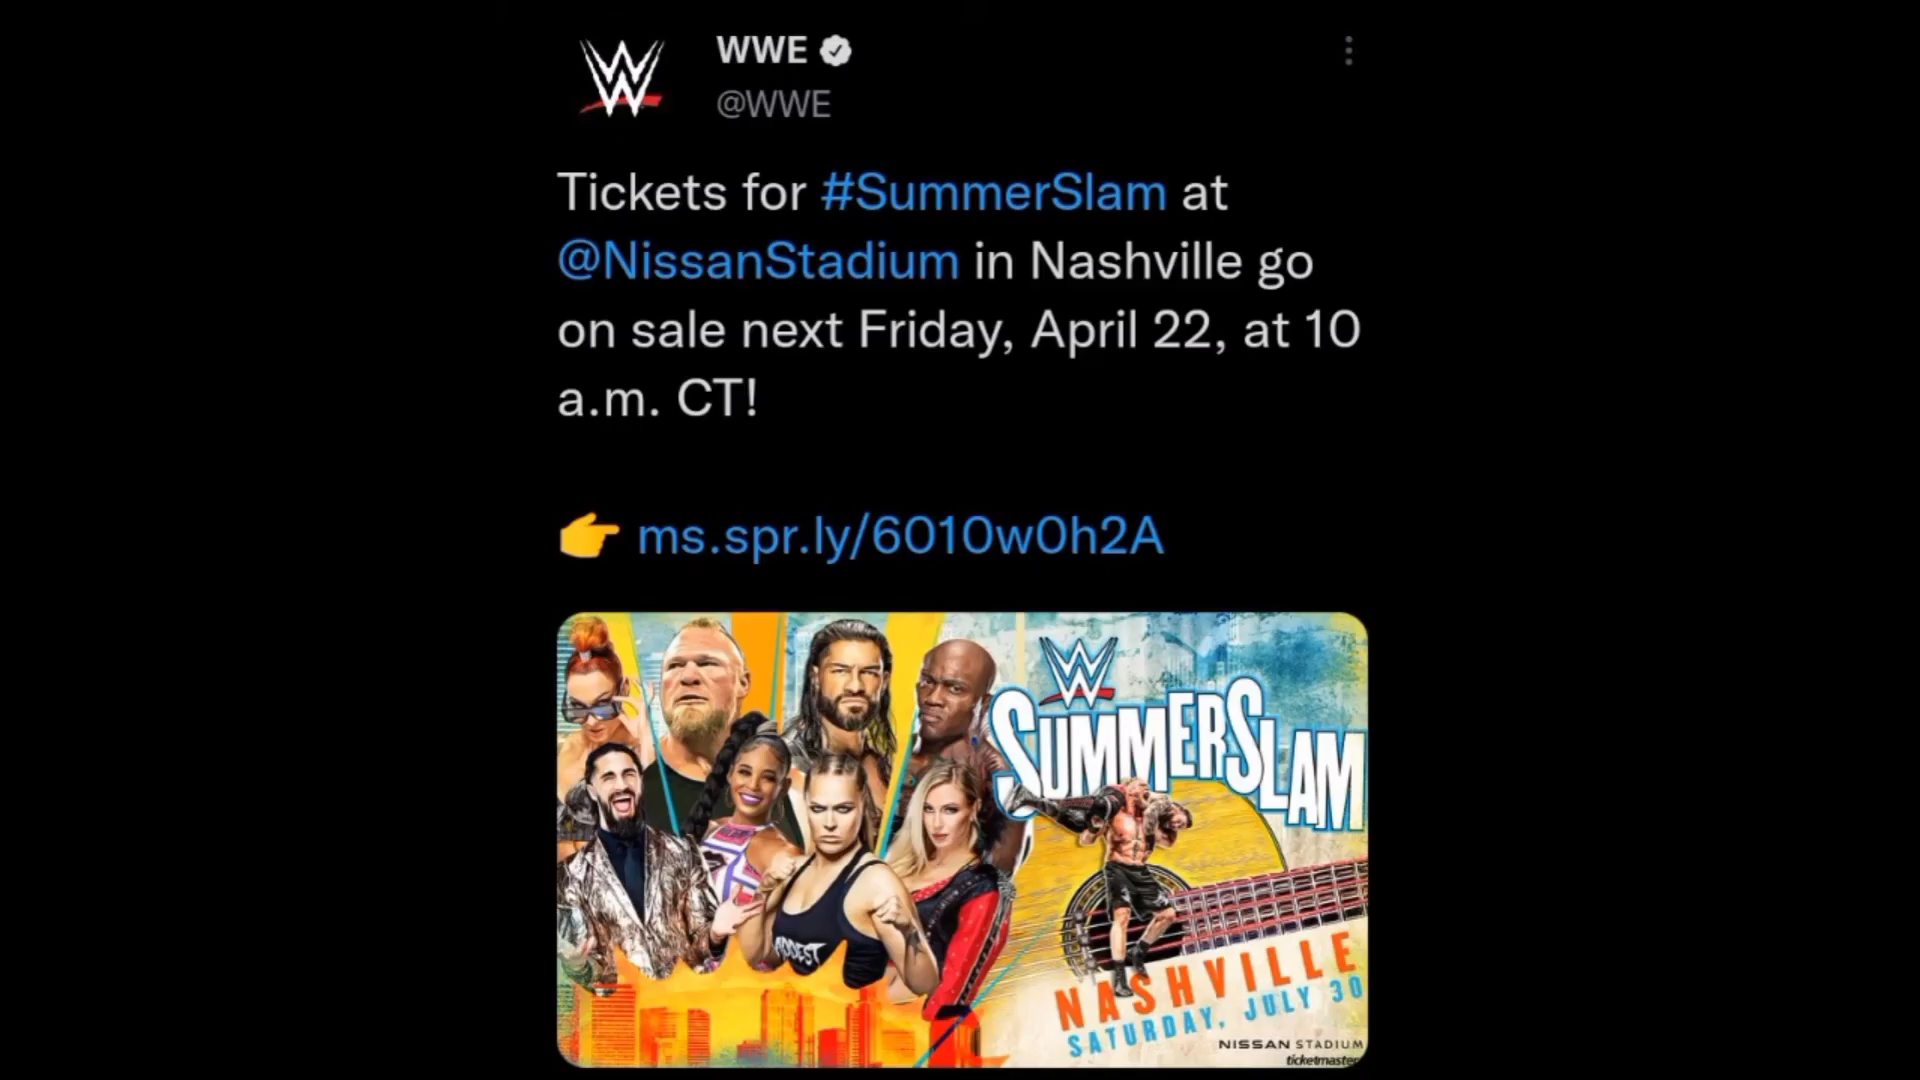 WWE
@WWE
Tickets for #SummerSlam at
@NissanStadium in Nashville go
on sale next Friday, April 22, at 10
a.m. CT!
👉 ms.spr.ly/6010w0h2A
W
SUMMERSLAM
NASHVILLE
SATURDAY, JULY 30
NISSAN STADIUM
ticketmaster